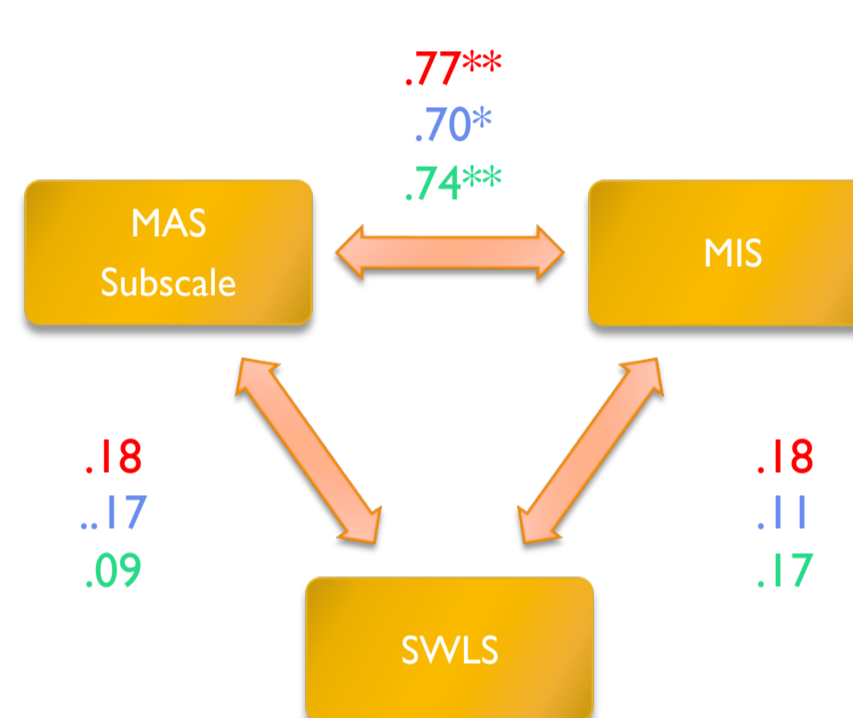 .77**
.70*
.74**
MAS
Subscale
MIS
.18
..17
.09
.18
.11
.17
SWLS